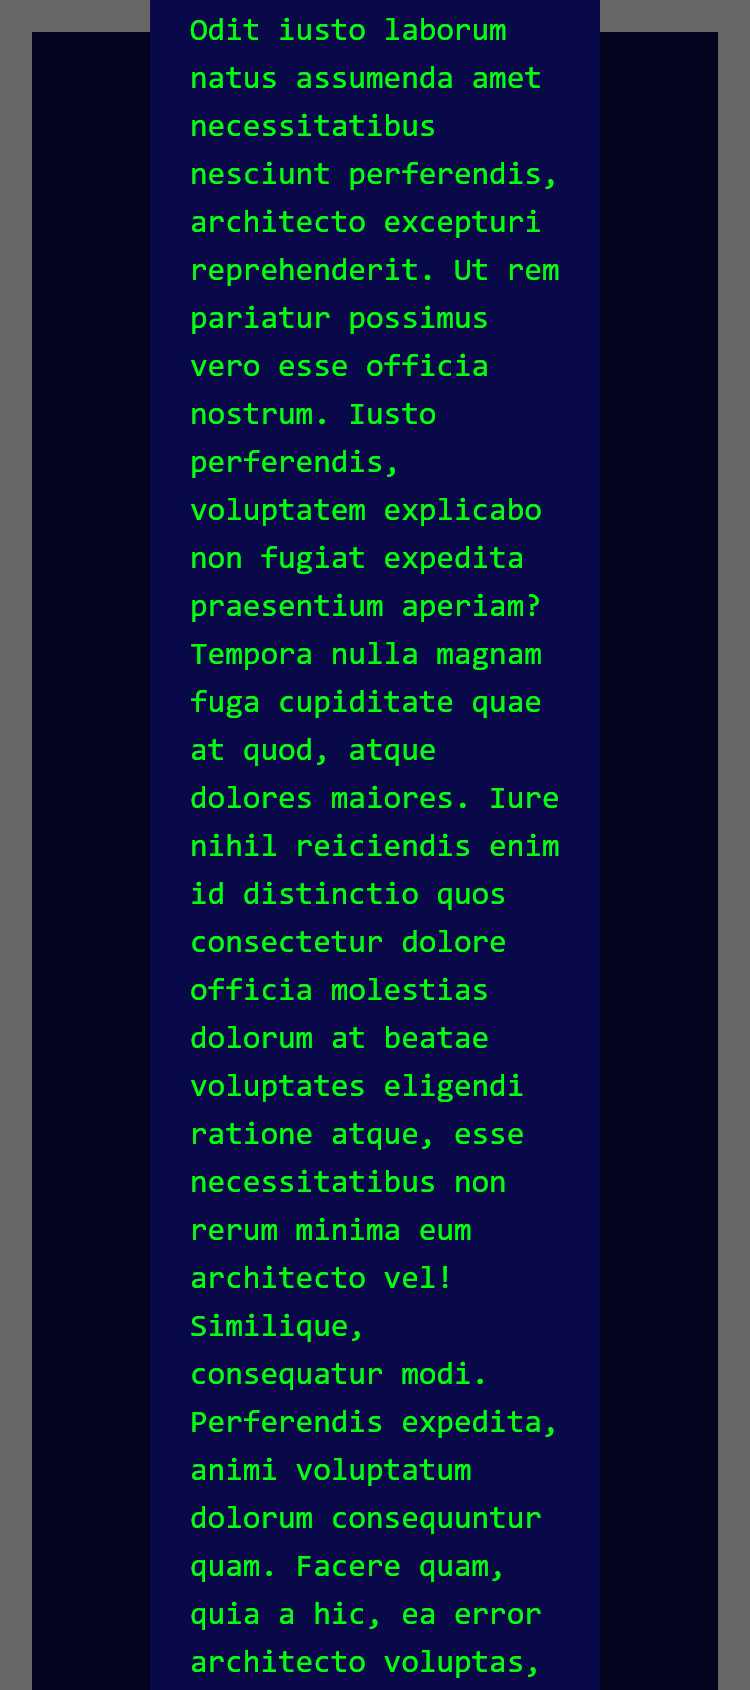 Odit iusto laborum
natus assumenda amet
necessitatibus
nesciunt perferendis,
architecto excepturi
reprehenderit. Ut rem
pariatur possimus
vero esse officia
nostrum. Iusto
perferendis,
voluptatem explicabo
non fugiat expedita
praesentium aperiam?
Tempora nulla magnam
fuga cupiditate quae
at quod, atque
dolores maiores. Iure
nihil reiciendis enim
id distinctio quos
consectetur dolore
officia molestias
dolorum at beatae
voluptates eligendi
ratione atque, esse
necessitatibus non
rerum minima eum
architecto vel!
Similique,
consequatur modi.
Perferendis expedita,
animi voluptatum
dolorum consequuntur
quam. Facere quam,
quia a hic, ea error
architecto voluptas,